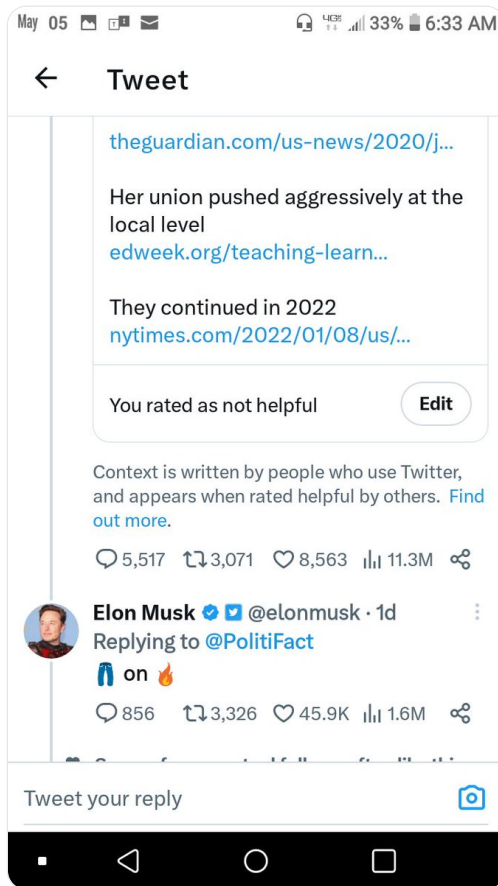 May 05 33% 6:33 AM
Tweet
theguardian.com/us-news/2020/j...
Her union pushed aggressively at the
local level
edweek.org/teaching-learn...
They continued in 2022
nytimes.com/2022/01/08/us/...
You rated as not helpful Edit
Context is written by people who use Twitter,
and appears when rated helpful by others. Find
out more.
5,517 3,071 8,563 11.3M
Elon Musk @elonmusk · 1d
Replying to @PolitiFact
👖 on 🔥
856 3,326 45.9K 1.6M
Tweet your reply